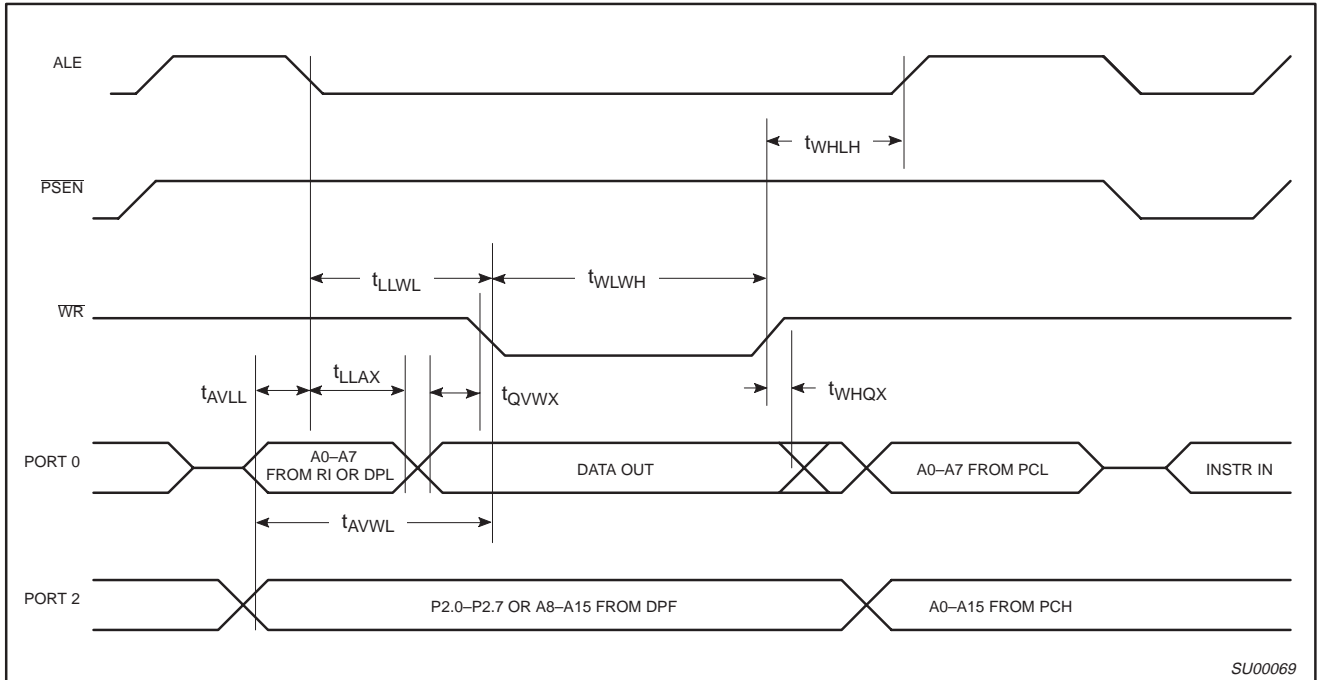 ALE
tWHLH
PSEN
tLLWL
tWLWH
WR
tAVLL
tLLAX
tQVWX
tWHQX
PORT 0
A0–A7
FROM RI OR DPL
DATA OUT
A0–A7 FROM PCL
INSTR IN
tAVWL
PORT 2
P2.0–P2.7 OR A8–A15 FROM DPF
A0–A15 FROM PCH
SU00069